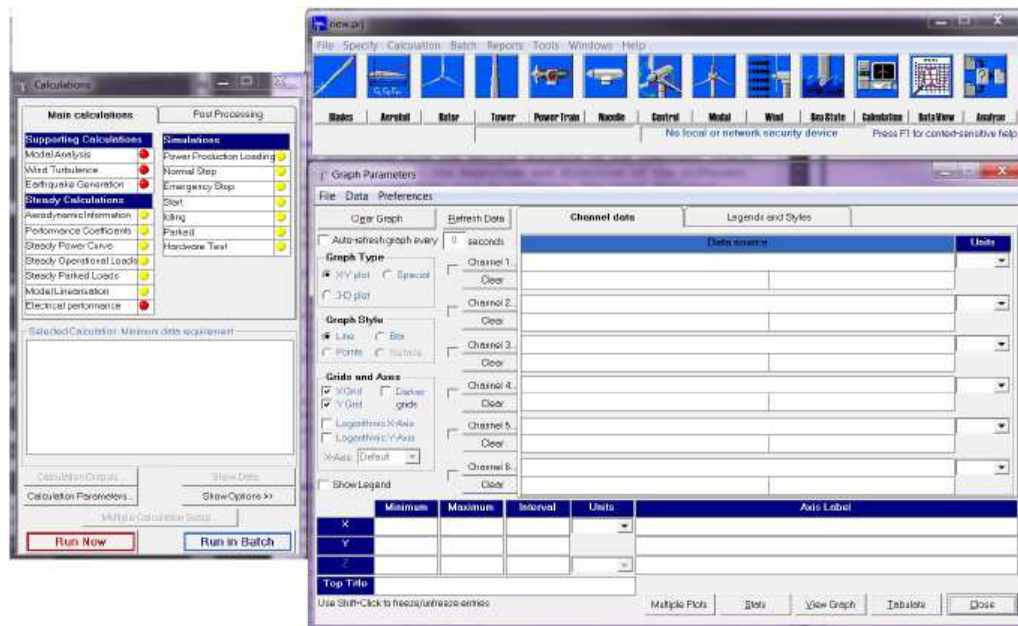 Calculations
Main calculations
Post Processing
Supporting Calculations
Modal Analysis
Wind Turbulence
Earthquake Generation
Steady Calculations
Aerodynamic Information
Performance Coefficients
Steady Power Curve
Steady Operational Loads
Steady Parked Loads
Model Linearisation
Electrical performance
Simulations
Power Production Loading
Normal Stop
Emergency Stop
Start
Idling
Parked
Hardware Test
Selected Calculation: Minimum data requirement
Calculation Outputs...
Show Data
Calculation Parameters...
Show Options >>
Multiple Calculation Setup...
Run Now
Run in Batch
new.prj
File Specify Calculation Batch Reports Tools Windows Help
Blades Aerofoil Rotor Tower Power Train Nacelle Control Modal Wind Sea State Calculation Data View Analyse
No local or network security device
Press F1 for context-sensitive help
Graph Parameters
File Data Preferences
Clear Graph
Refresh Data
Auto-refresh graph every 0 seconds
Graph Type
X-Y plot
Special
3-D plot
Graph Style
Line
Bar
Points
Surface
Grids and Axes
X Grid
Y Grid
Denser grids
Logarithmic X-Axis
Logarithmic Y-Axis
X-Axis: Default
Show Legend
Channel data
Legends and Styles
Data source
Units
Channel 1...
Clear
Channel 2...
Clear
Channel 3...
Clear
Channel 4...
Clear
Channel 5...
Clear
Channel 6...
Clear
Minimum Maximum Interval Units Axis Label
X
Y
Z
Top Title
Use Shift-Click to freeze/unfreeze entries
Multiple Plots
Stats
View Graph
Tabulate
Close